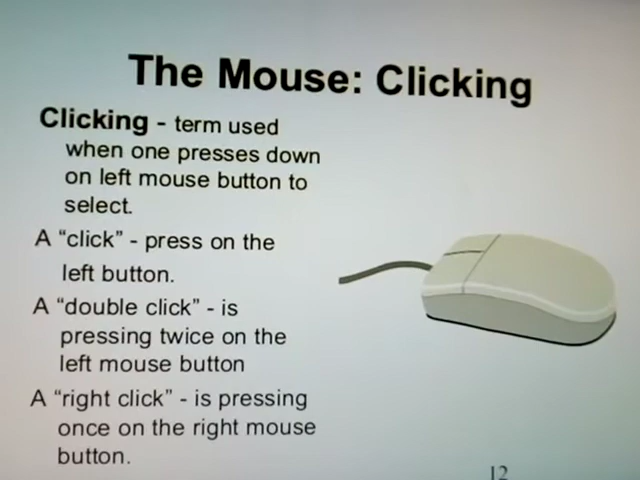 The Mouse: Clicking
Clicking - term used
when one presses down
on left mouse button to
select.
A “click” - press on the
left button.
A “double click” - is
pressing twice on the
left mouse button
A “right click” - is pressing
once on the right mouse
button.
12